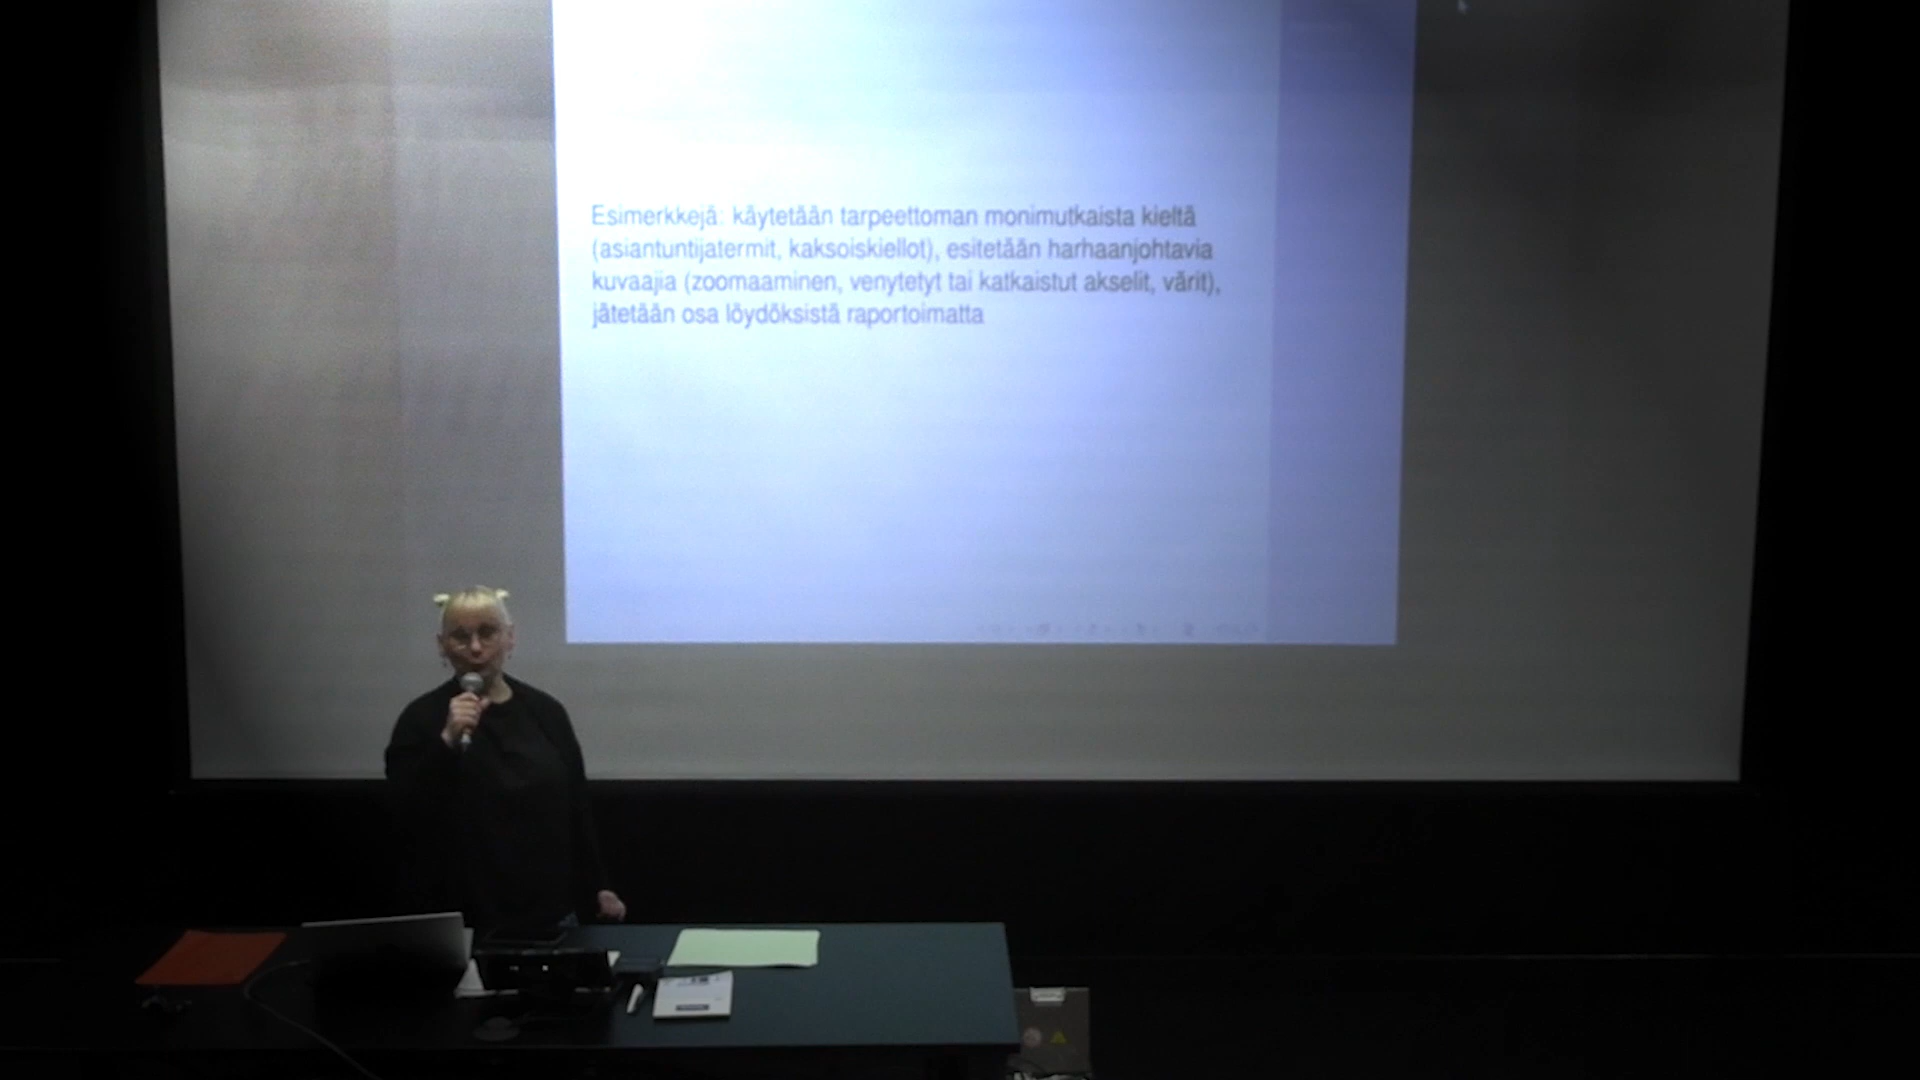 Esimerkkejä: käytetään tarpeettoman monimutkaista kieltä
(asiantuntijatermit, kaksoiskiellot), esitetään harhaanjohtavia
kuvaajia (zoomaaminen, venytetyt tai katkaistut akselit, värit),
jätetään osa löydöksistä raportoimatta